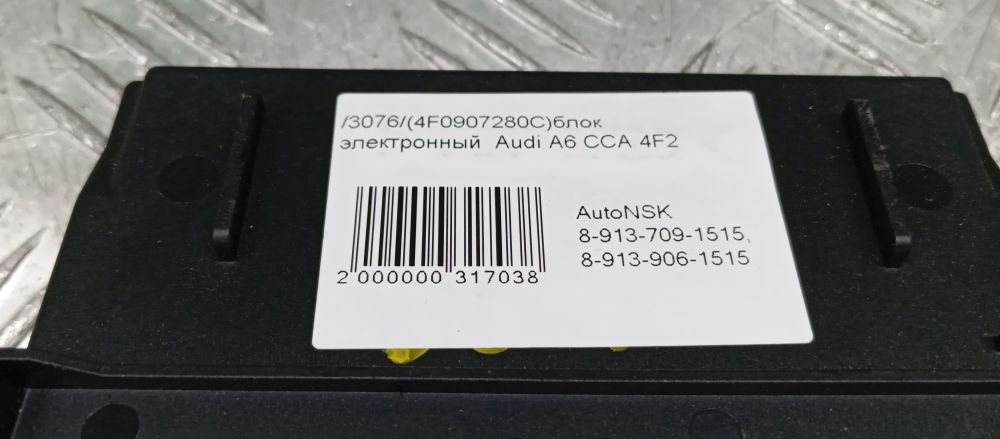 /3076/(4F0907280C)блок
электронный Audi A6 CCA 4F2
AutoNSK
8-913-709-1515,
8-913-906-1515
2 000000 317038